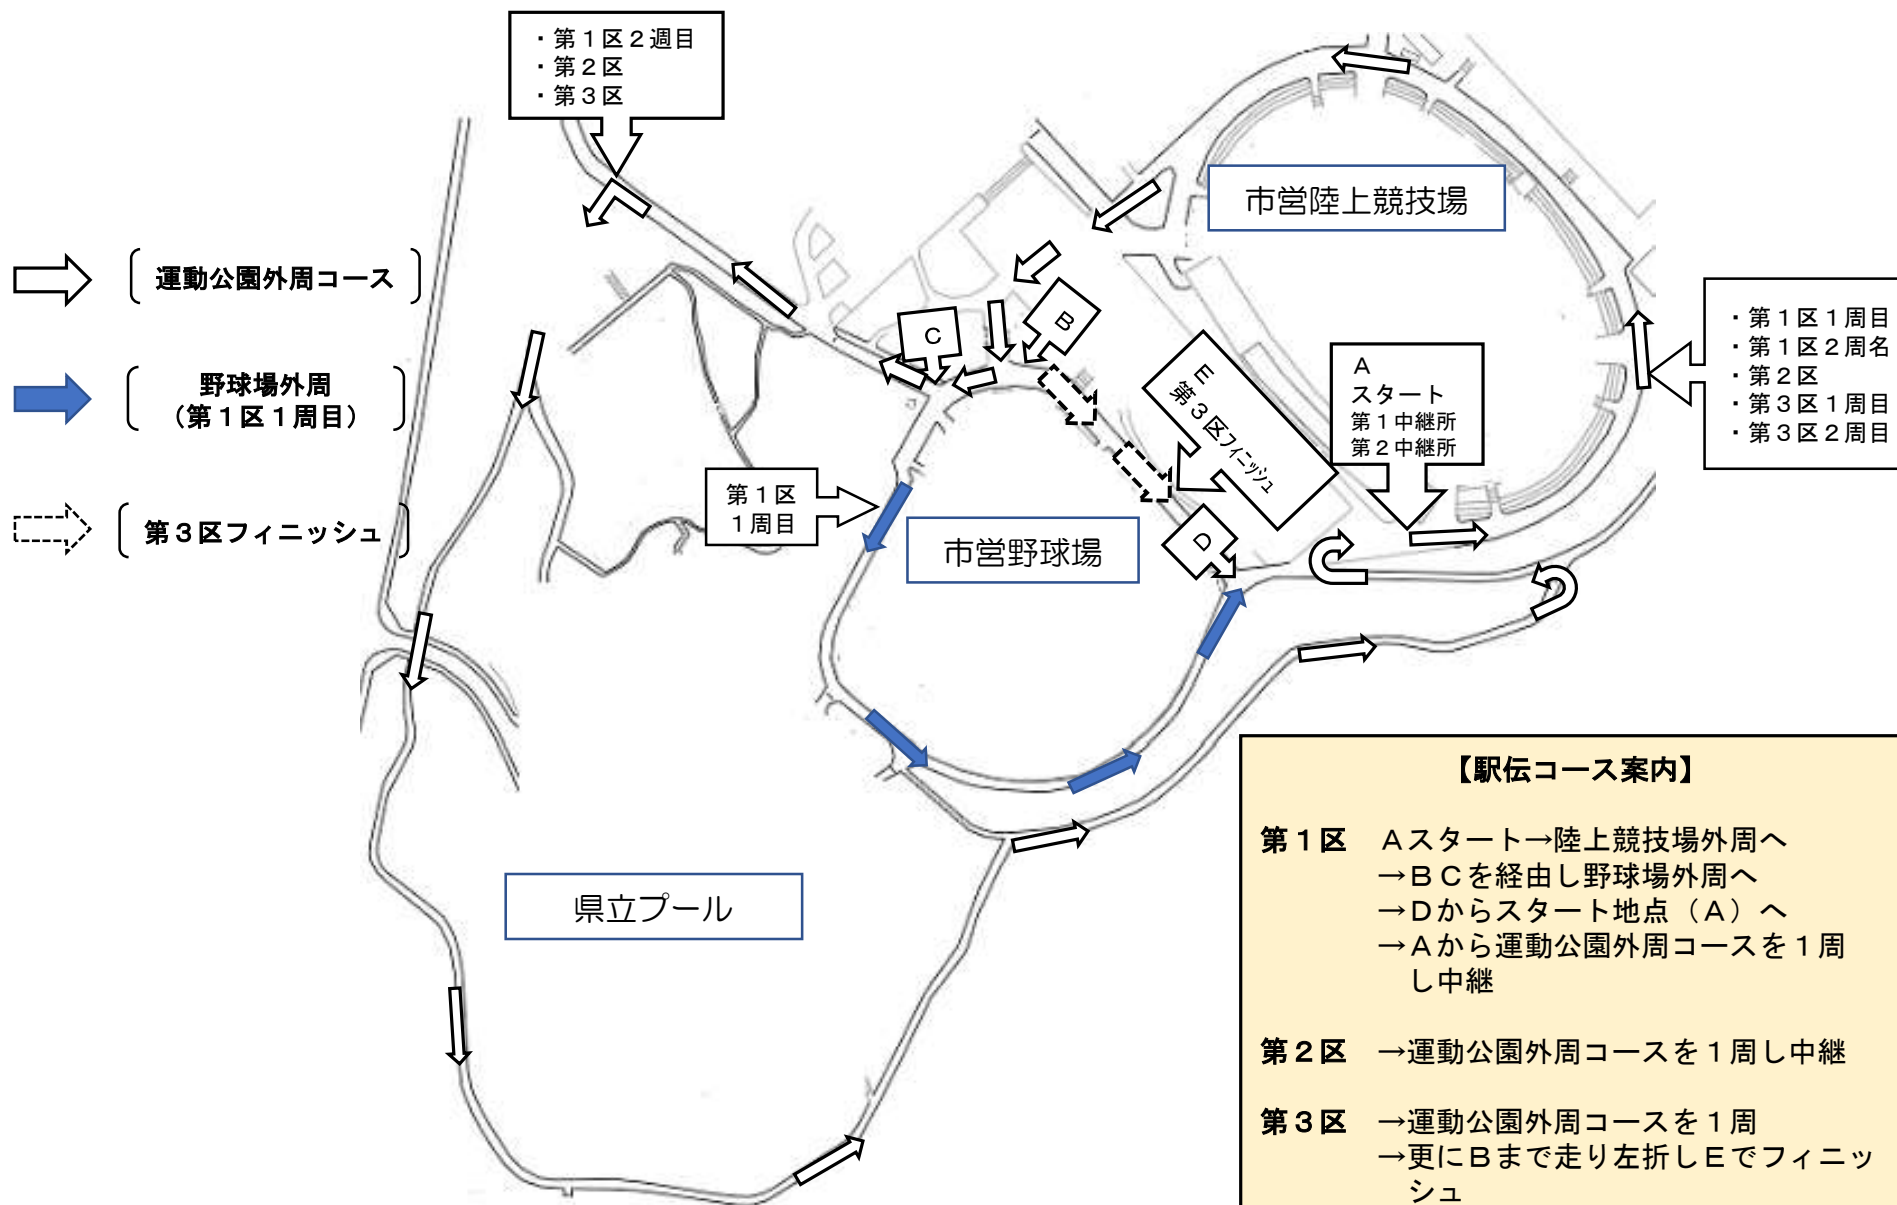 ・第１区２週目
・第２区
・第３区
市営陸上競技場
運動公園外周コース
野球場外周
（第１区１周目）
第３区フィニッシュ
B
C
E
第３区フィニッシュ
A
スタート
第１中継所
第２中継所
・第１区１周目
・第１区２周名
・第２区
・第３区１周目
・第３区２周目
第１区
１周目
市営野球場
D
県立プール
【駅伝コース案内】
第１区　Ａスタート→陸上競技場外周へ
→ＢＣを経由し野球場外周へ
→Ｄからスタート地点（Ａ）へ
→Ａから運動公園外周コースを１周
し中継
第２区　→運動公園外周コースを１周し中継
第３区　→運動公園外周コースを１周
→更にＢまで走り左折しＥでフィニッ
シュ